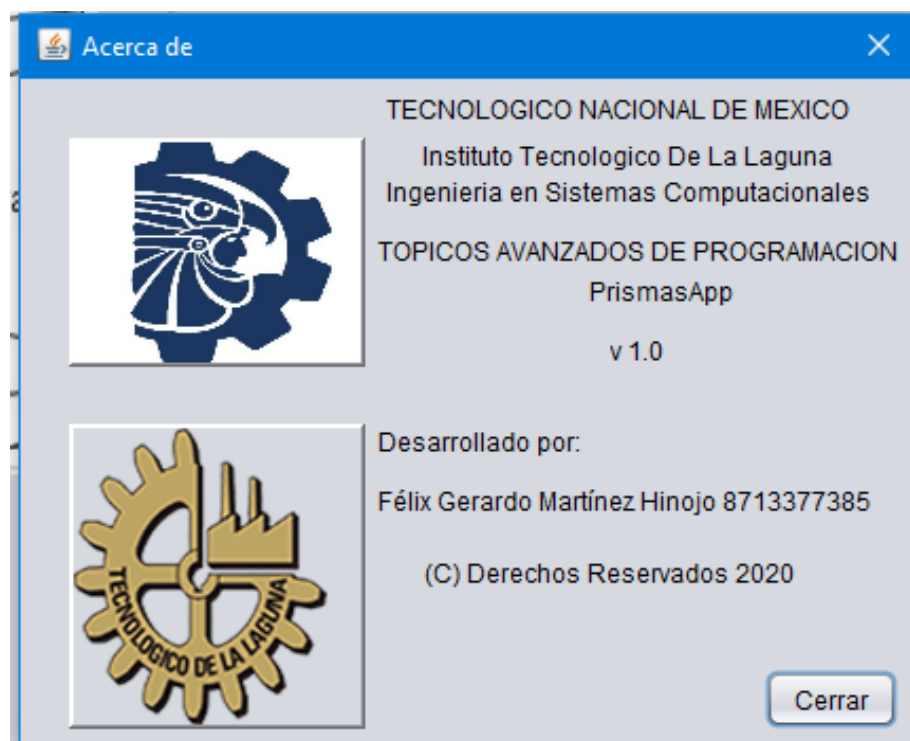 Acerca de
TECNOLOGICO NACIONAL DE MEXICO
Instituto Tecnologico De La Laguna
Ingenieria en Sistemas Computacionales
TOPICOS AVANZADOS DE PROGRAMACION
PrismasApp
v 1.0
TECNOLOGICO DE LA LAGUNA
Desarrollado por:
Félix Gerardo Martínez Hinojo 8713377385
(C) Derechos Reservados 2020
Cerrar